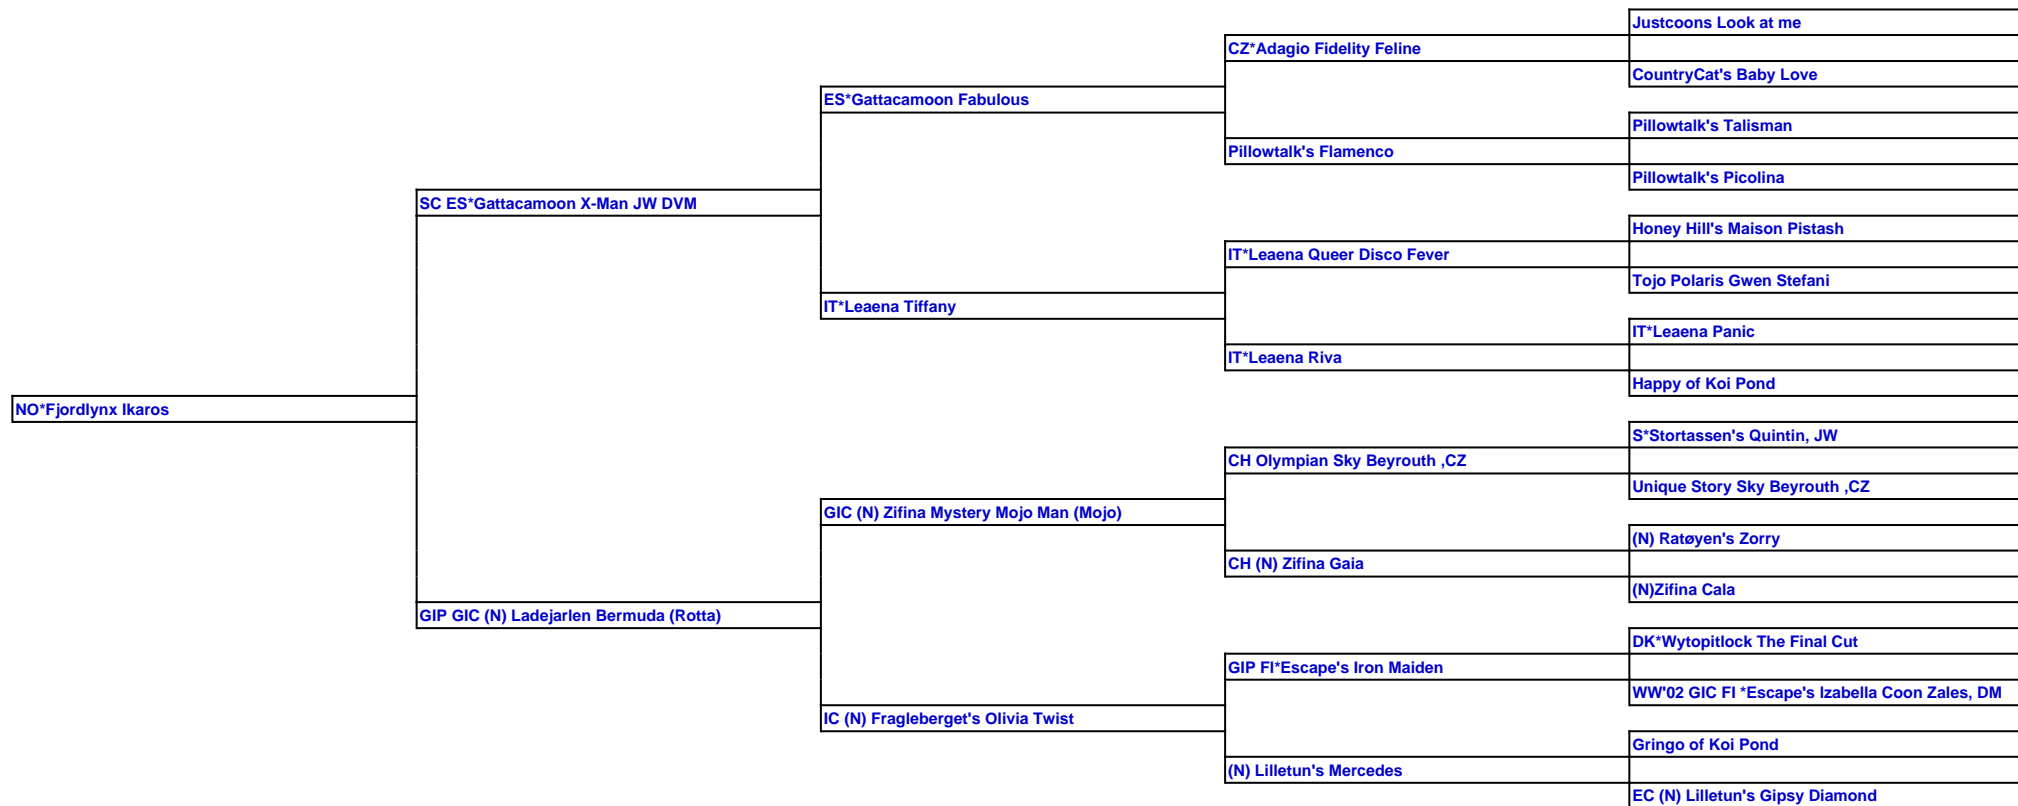 Justcoons Look at me
CZ*Adagio Fidelity Feline
CountryCat's Baby Love
ES*Gattacamoon Fabulous
Pillowtalk's Talisman
Pillowtalk's Flamenco
Pillowtalk's Picolina
SC ES*Gattacamoon X-Man JW DVM
Honey Hill's Maison Pistash
IT*Leaena Queer Disco Fever
Tojo Polaris Gwen Stefani
IT*Leaena Tiffany
IT*Leaena Panic
IT*Leaena Riva
Happy of Koi Pond
NO*Fjordlynx Ikaros
S*Stortassen's Quintin, JW
CH Olympian Sky Beyrouth ,CZ
Unique Story Sky Beyrouth ,CZ
GIC (N) Zifina Mystery Mojo Man (Mojo)
(N) Ratøyen's Zorry
CH (N) Zifina Gaia
(N)Zifina Cala
GIP GIC (N) Ladejarlen Bermuda (Rotta)
DK*Wytopitlock The Final Cut
GIP FI*Escape's Iron Maiden
WW'02 GIC FI *Escape's Izabella Coon Zales, DM
IC (N) Fragleberget's Olivia Twist
Gringo of Koi Pond
(N) Lilletun's Mercedes
EC (N) Lilletun's Gipsy Diamond